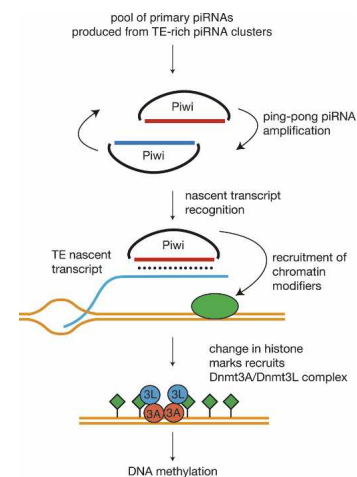 pool of primary piRNAs
produced from TE-rich piRNA clusters
Piwi
ping-pong piRNA
amplification
Piwi
nascent transcript
recognition
Piwi
TE nascent
transcript
recruitment of
chromatin
modifiers
change in histone
marks recruits
Dnmt3A/Dnmt3L complex
3L 3L
3A 3A
DNA methylation